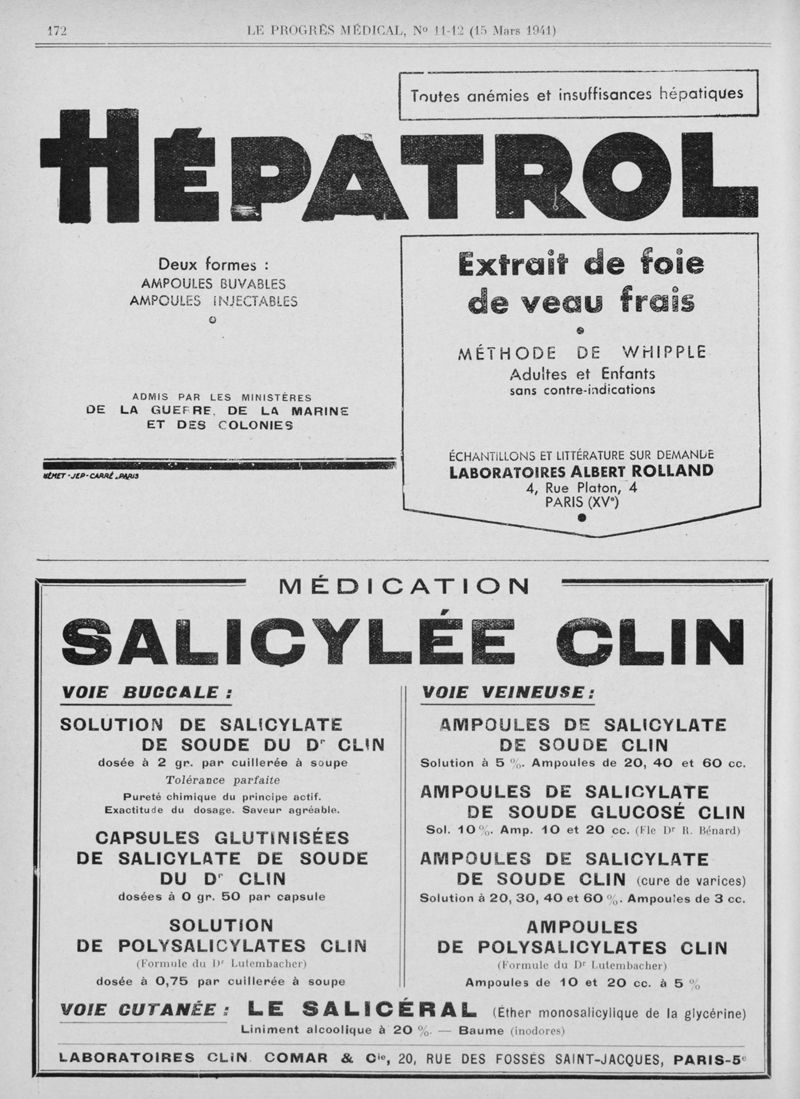 172
LE PROGRÈS MÉDICAL, Nº 11-12 (15 Mars 1941)
Toutes anémies et insuffisances hépatiques
HÉPATROL
Deux formes :
AMPOULES BUVABLES
AMPOULES INJECTABLES
ADMIS PAR LES MINISTÈRES
DE LA GUERRE, DE LA MARINE
ET DES COLONIES
NÉMET-JEP-CARRÉ_PARIS
Extrait de foie
de veau frais
MÉTHODE DE WHIPPLE
Adultes et Enfants
sans contre-indications
ÉCHANTILLONS ET LITTÉRATURE SUR DEMANDE
LABORATOIRES ALBERT ROLLAND
4, Rue Platon, 4
PARIS (XVe)
MÉDICATION
SALICYLÉE CLIN
VOIE BUCCALE :
SOLUTION DE SALICYLATE
DE SOUDE DU Dr CLIN
dosée à 2 gr. par cuillerée à soupe
Tolérance parfaite
Pureté chimique du principe actif.
Exactitude du dosage. Saveur agréable.
CAPSULES GLUTINISÉES
DE SALICYLATE DE SOUDE
DU Dr CLIN
dosées à 0 gr. 50 par capsule
SOLUTION
DE POLYSALICYLATES CLIN
(Formule du Dr Lutembacher)
dosée à 0,75 par cuillerée à soupe
VOIE VEINEUSE :
AMPOULES DE SALICYLATE
DE SOUDE CLIN
Solution à 5 %. Ampoules de 20, 40 et 60 cc.
AMPOULES DE SALICYLATE
DE SOUDE GLUCOSÉ CLIN
Sol. 10 %. Amp. 10 et 20 cc. (Fle Dr R. Bénard)
AMPOULES DE SALICYLATE
DE SOUDE CLIN (cure de varices)
Solution à 20, 30, 40 et 60 %. Ampoules de 3 cc.
AMPOULES
DE POLYSALICYLATES CLIN
(Formule du Dr Lutembacher)
Ampoules de 10 et 20 cc. à 5 %
VOIE CUTANÉE : LE SALICÉRAL (Éther monosalicylique de la glycérine)
Liniment alcoolique à 20 %. — Baume (inodores)
LABORATOIRES CLIN. COMAR & Cie, 20, RUE DES FOSSÉS SAINT-JACQUES, PARIS-5e